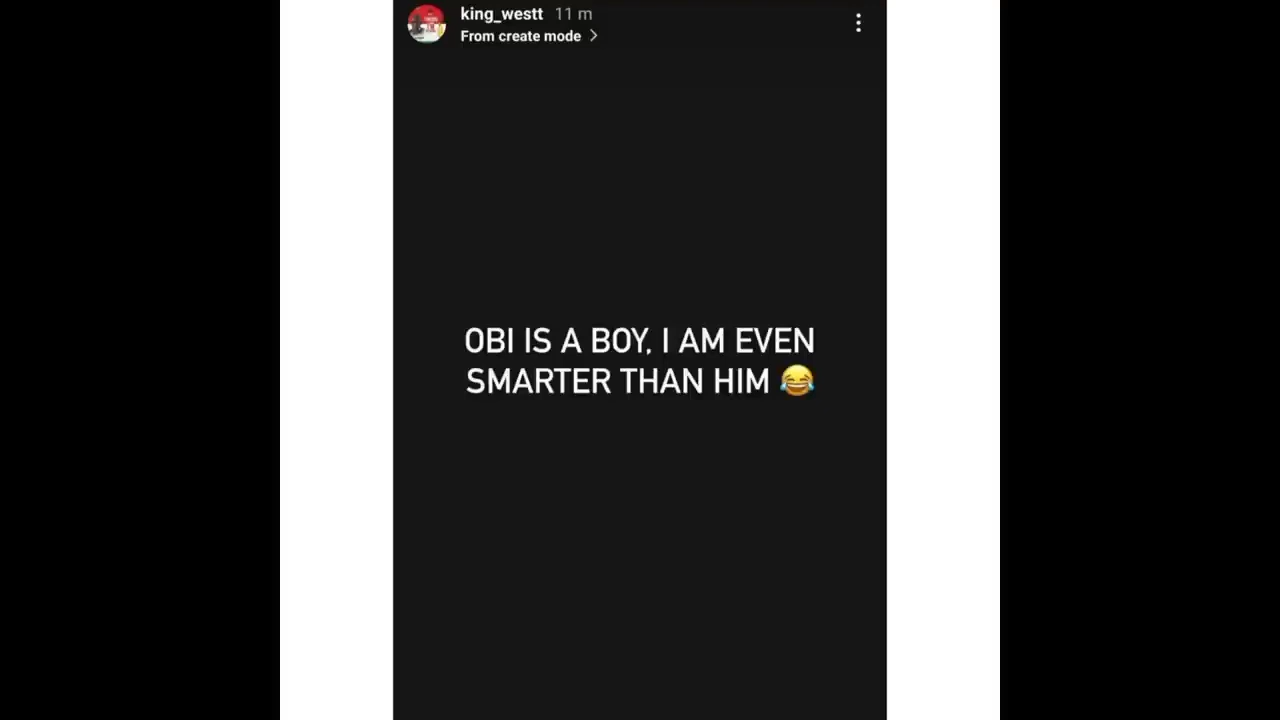 king_westt 11 m
From create mode >
OBI IS A BOY, I AM EVEN
SMARTER THAN HIM 😂